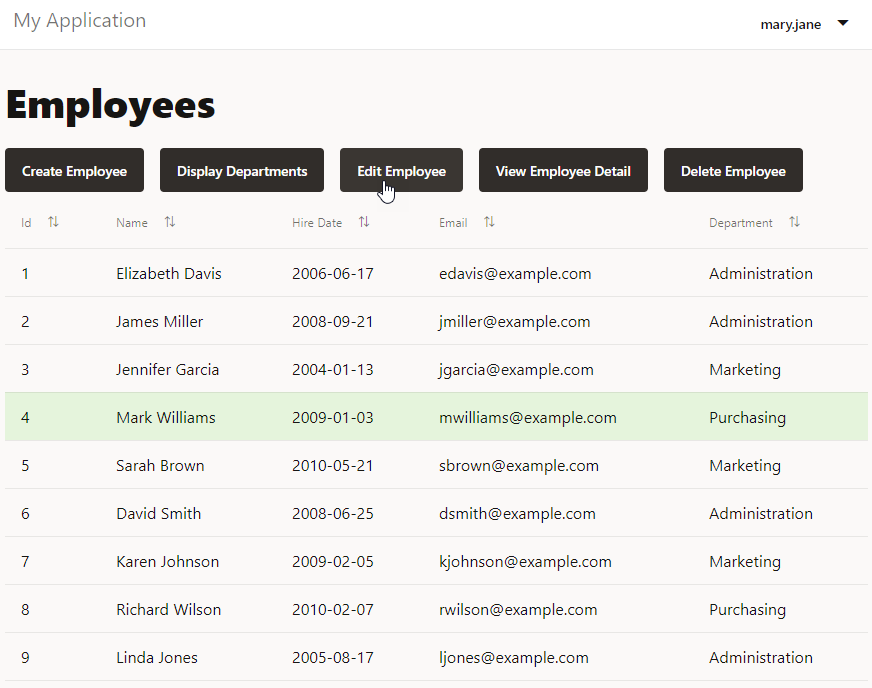 My Application
mary.jane
Employees
Create Employee Display Departments Edit Employee View Employee Detail Delete Employee
Id Name Hire Date Email Department
1 Elizabeth Davis 2006-06-17 edavis@example.com Administration
2 James Miller 2008-09-21 jmiller@example.com Administration
3 Jennifer Garcia 2004-01-13 jgarcia@example.com Marketing
4 Mark Williams 2009-01-03 mwilliams@example.com Purchasing
5 Sarah Brown 2010-05-21 sbrown@example.com Marketing
6 David Smith 2008-06-25 dsmith@example.com Administration
7 Karen Johnson 2009-02-05 kjohnson@example.com Marketing
8 Richard Wilson 2010-02-07 rwilson@example.com Purchasing
9 Linda Jones 2005-08-17 ljones@example.com Administration